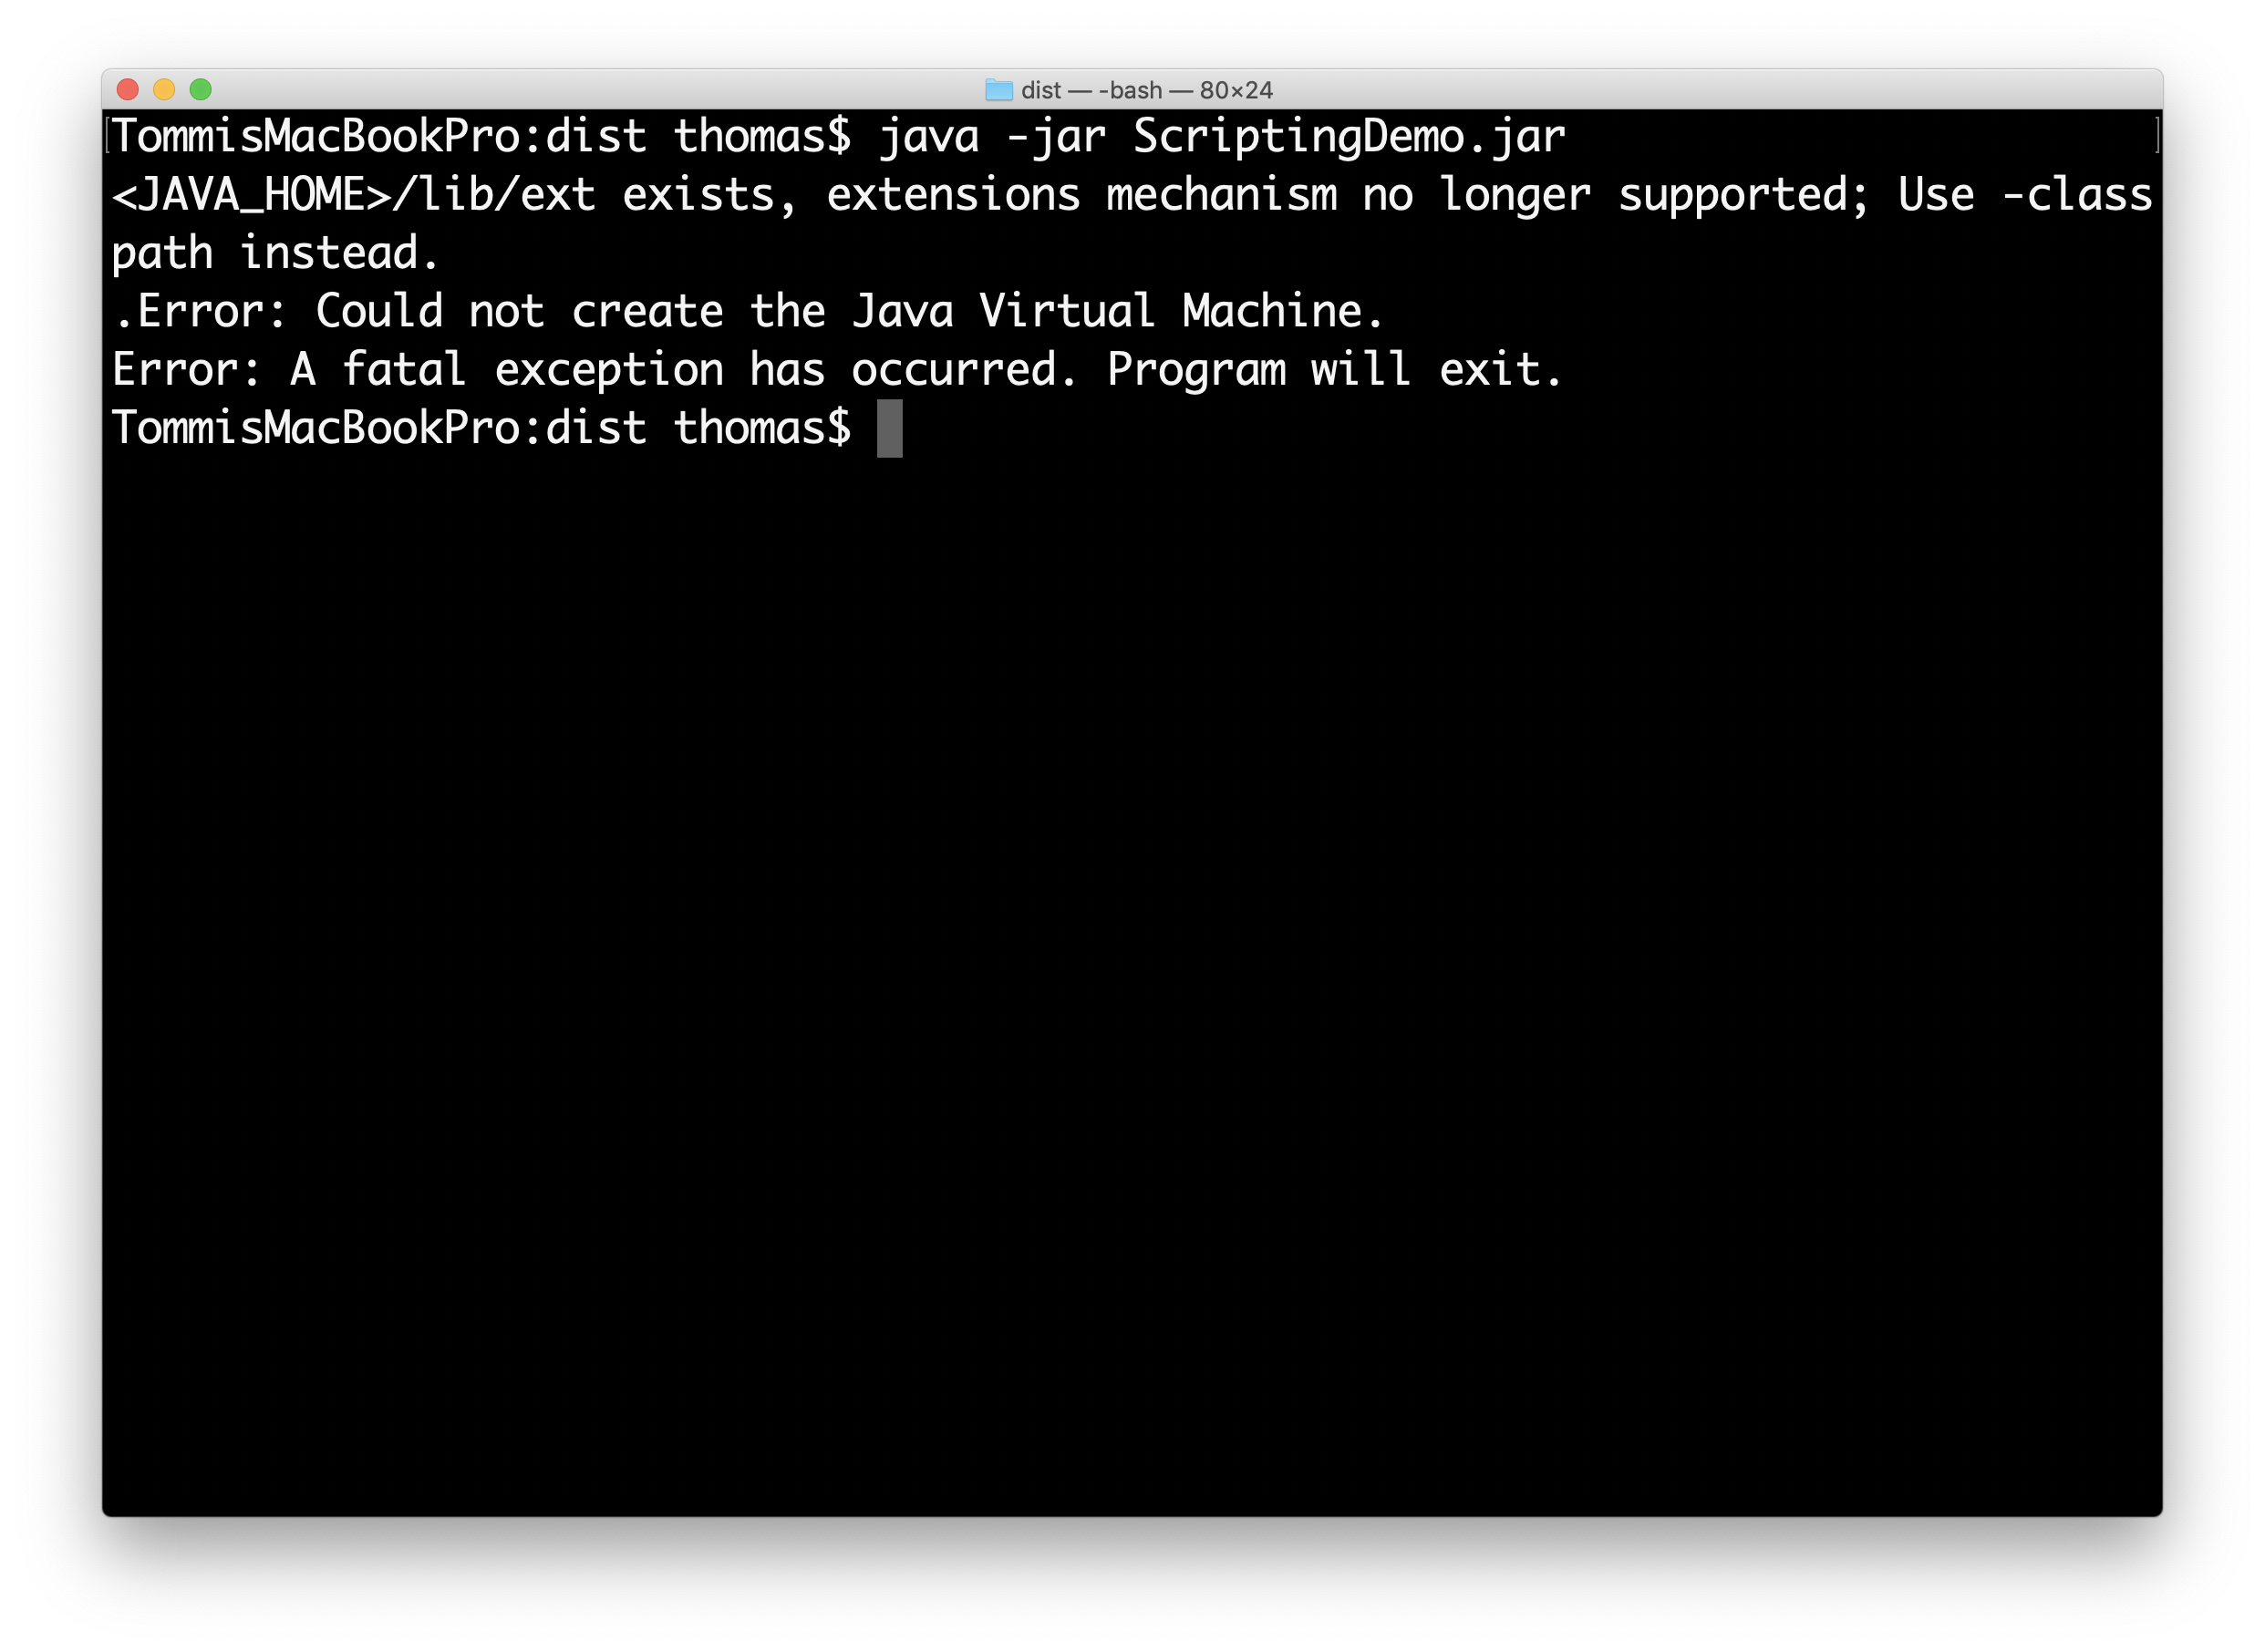 dist — -bash — 80×24
TommisMacBookPro:dist thomas$ java -jar ScriptingDemo.jar
<JAVA_HOME>/lib/ext exists, extensions mechanism no longer supported; Use -class
path instead.
.Error: Could not create the Java Virtual Machine.
Error: A fatal exception has occurred. Program will exit.
TommisMacBookPro:dist thomas$